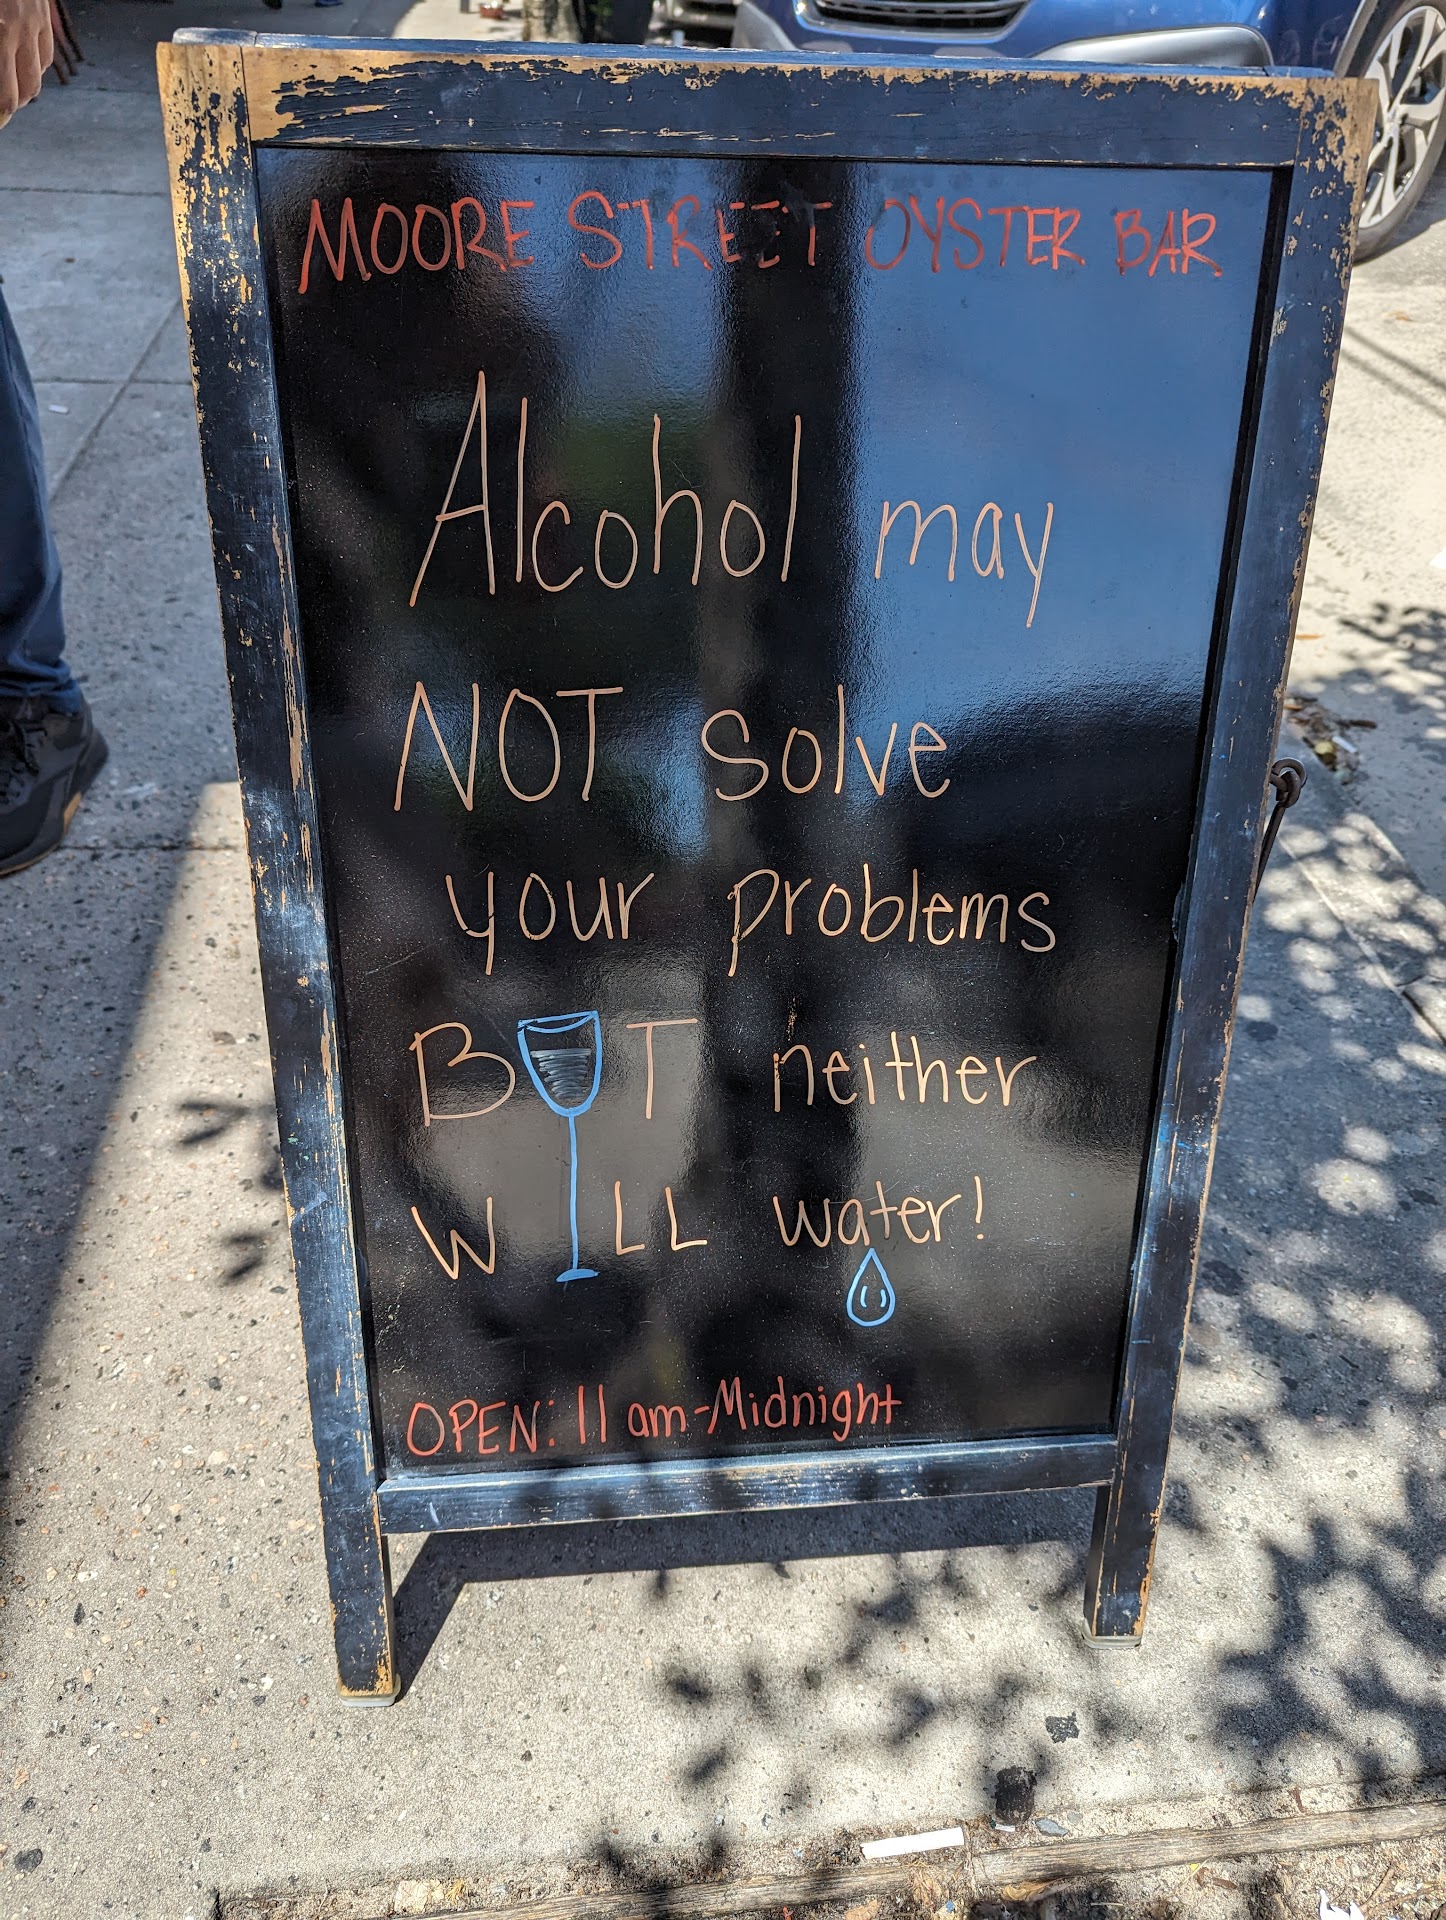 MOORE STREET OYSTER BAR
Alcohol may
NOT solve
your problems
BUT neither
WILL water!
OPEN: 11 am-Midnight